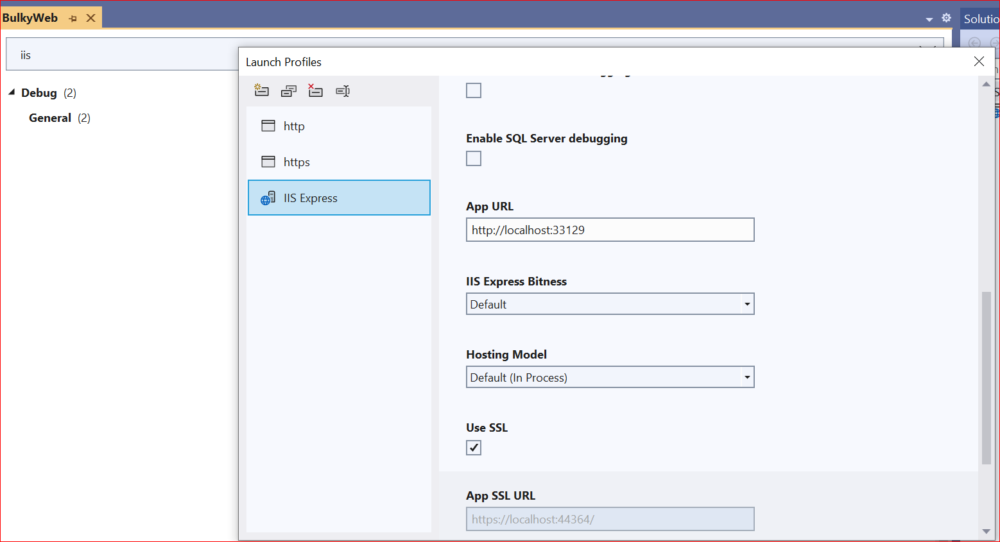 BulkyWeb
Solutio
iis
Launch Profiles
Debug (2)
General (2)
http
https
IIS Express
Enable SQL Server debugging
App URL
http://localhost:33129
IIS Express Bitness
Default
Hosting Model
Default (In Process)
Use SSL
App SSL URL
https://localhost:44364/